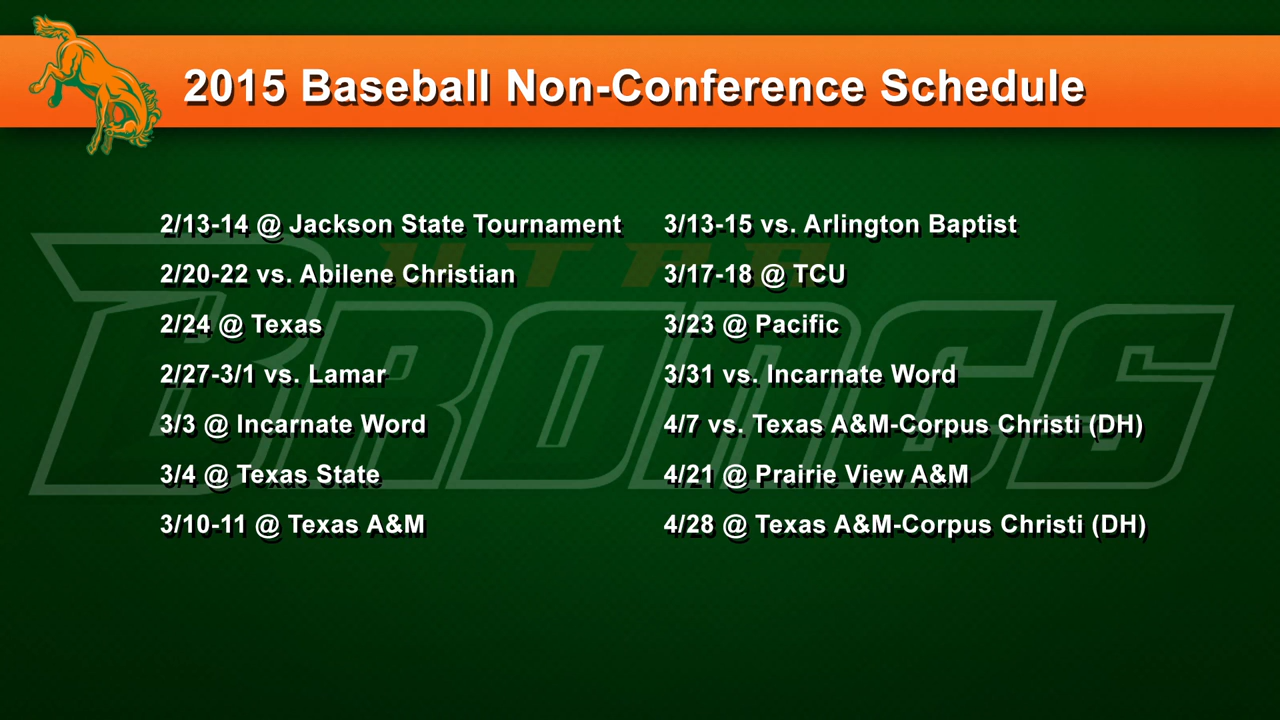 2015 Baseball Non-Conference Schedule
UTPA
BRONCS
2/13-14 @ Jackson State Tournament
2/20-22 vs. Abilene Christian
2/24 @ Texas
2/27-3/1 vs. Lamar
3/3 @ Incarnate Word
3/4 @ Texas State
3/10-11 @ Texas A&M
3/13-15 vs. Arlington Baptist
3/17-18 @ TCU
3/23 @ Pacific
3/31 vs. Incarnate Word
4/7 vs. Texas A&M-Corpus Christi (DH)
4/21 @ Prairie View A&M
4/28 @ Texas A&M-Corpus Christi (DH)